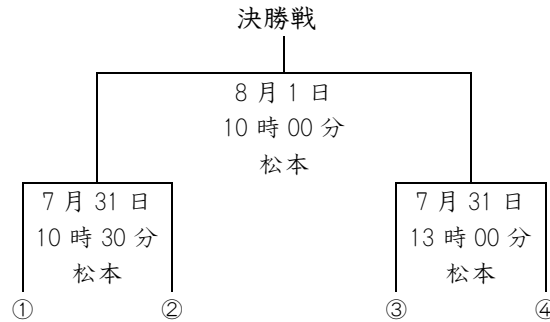 決勝戦
8月1日
10時00分
松本
7月31日
10時30分
松本
7月31日
13時00分
松本
①
②
③
④